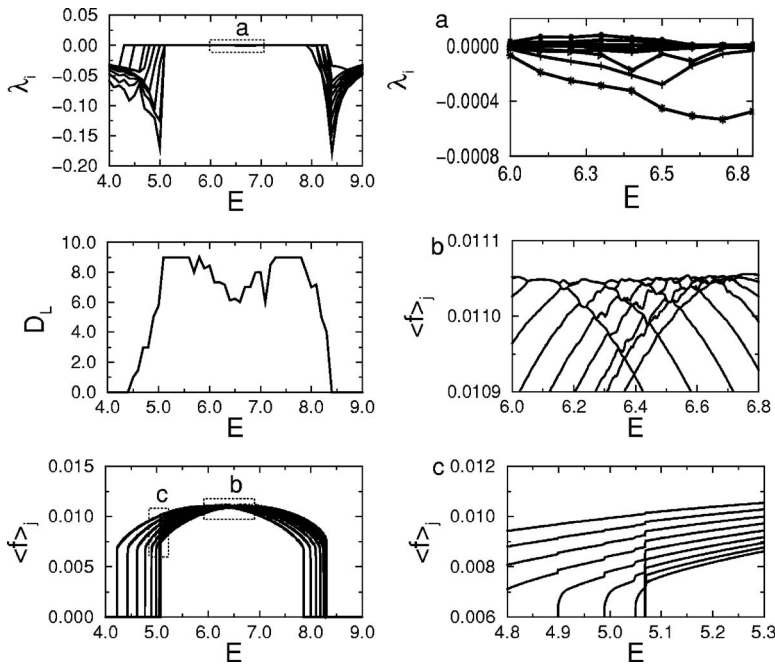 0.00
-0.05
-0.10
-0.15
-0.20
λi
a
4.0 5.0 6.0 7.0 8.0 9.0
E
a
0.0000
-0.0004
-0.0008
λi
6.0 6.3 6.5 6.8
E
10.0
8.0
6.0
4.0
2.0
0.0
DL
4.0 5.0 6.0 7.0 8.0 9.0
E
b
0.0111
0.0110
0.0109
<f>j
6.0 6.2 6.4 6.6 6.8
E
0.015
0.010
0.005
0.000
<f>j
c
b
4.0 5.0 6.0 7.0 8.0 9.0
E
c
0.012
0.010
0.008
0.006
<f>j
4.8 4.9 5.0 5.1 5.2 5.3
E